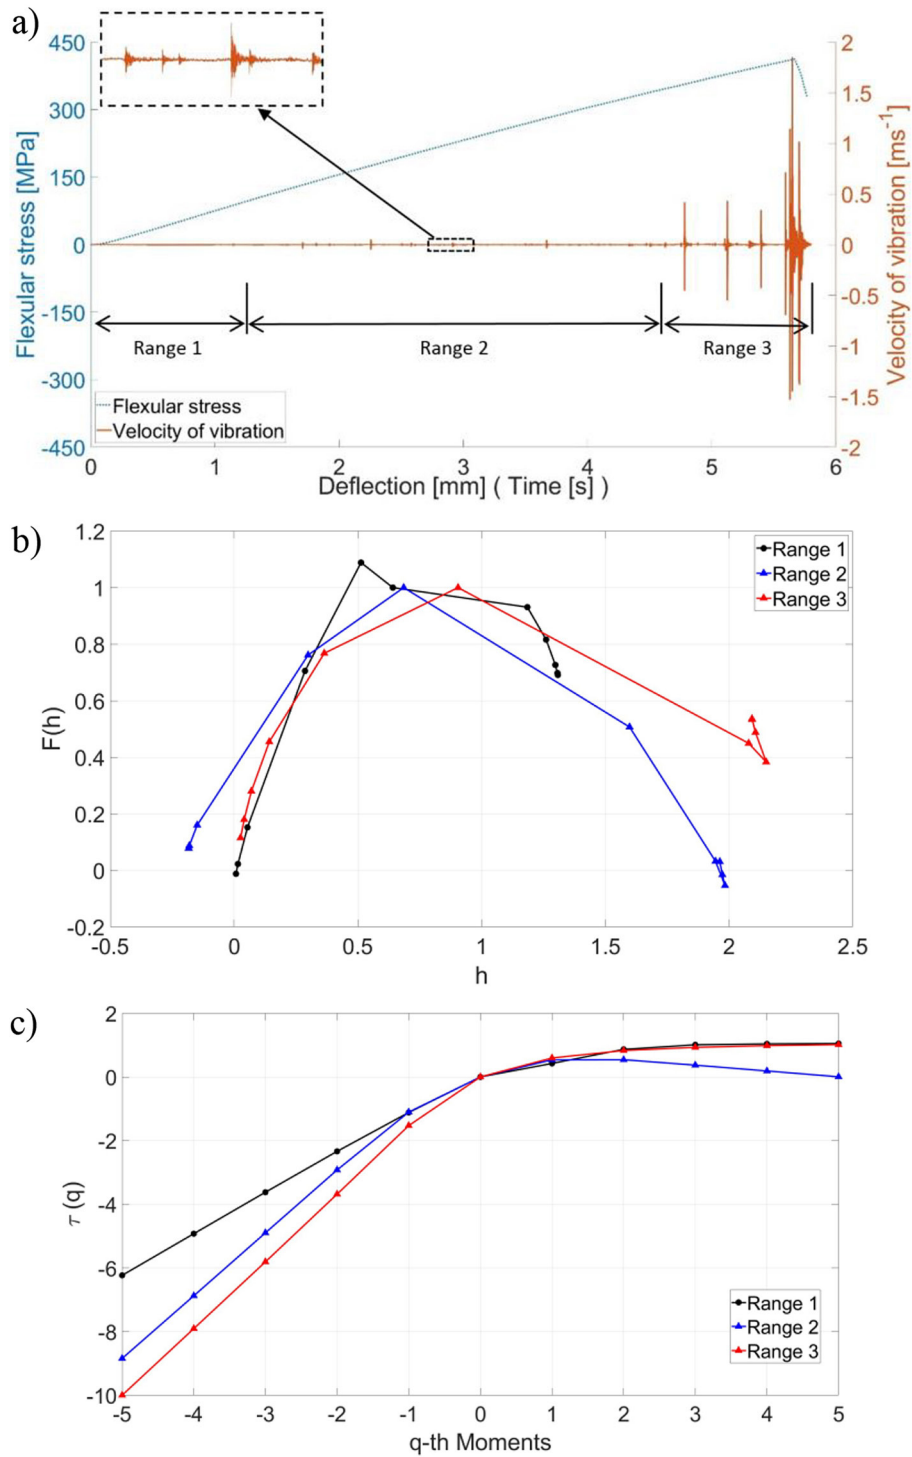 a)
450
300
150
0
-150
-300
-450
Flexular stress [MPa]
2
1.5
1
0.5
0
-0.5
-1
-1.5
-2
Velocity of vibration [ms-1]
Range 1
Range 2
Range 3
Flexular stress
Velocity of vibration
0 1 2 3 4 5 6
Deflection [mm] ( Time [s] )
b)
1.2
1
0.8
0.6
0.4
0.2
0
-0.2
F(h)
Range 1
Range 2
Range 3
-0.5 0 0.5 1 1.5 2 2.5
h
c)
2
0
-2
-4
-6
-8
-10
τ (q)
Range 1
Range 2
Range 3
-5 -4 -3 -2 -1 0 1 2 3 4 5
q-th Moments